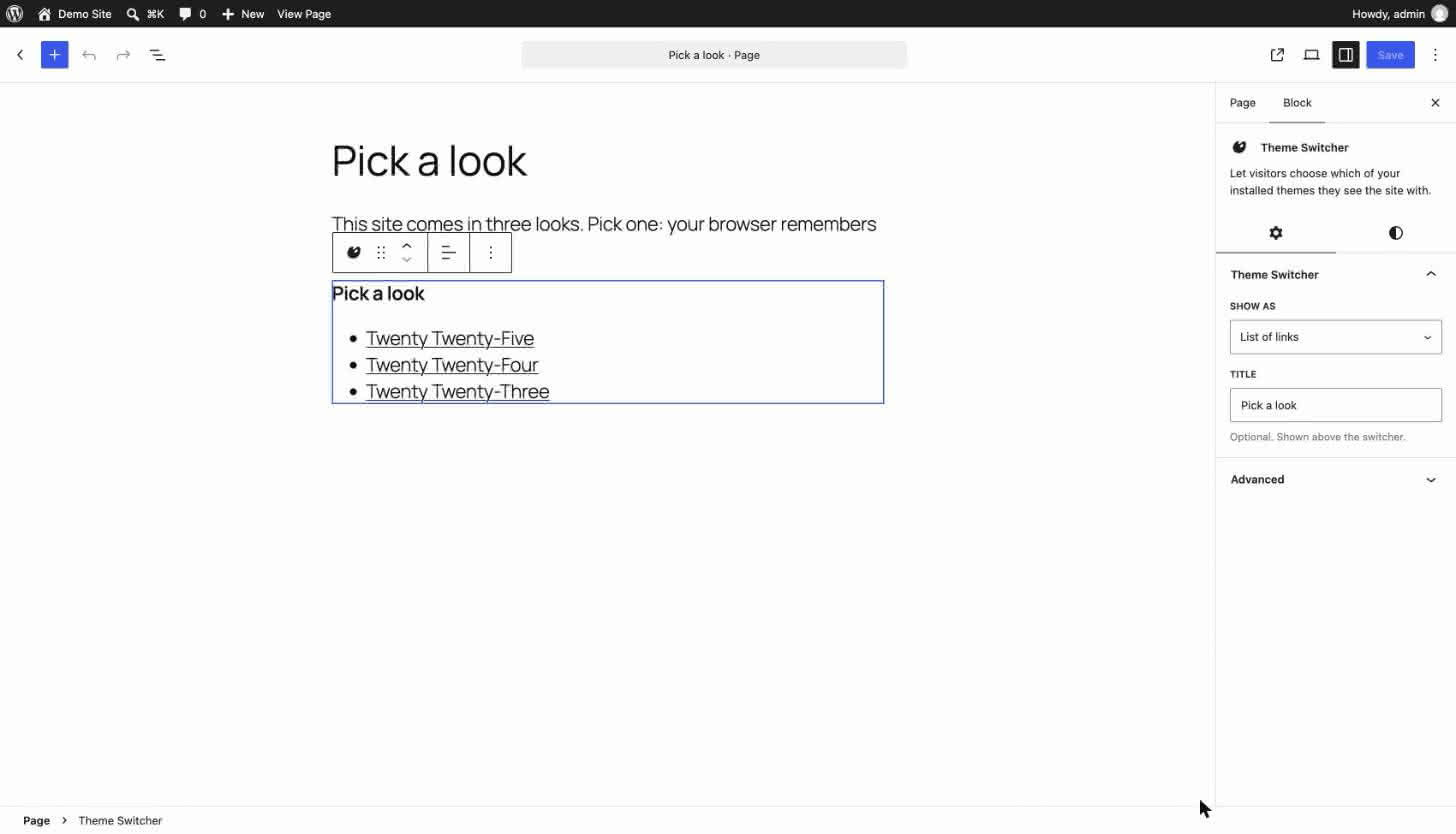 Demo Site ⌘K 0 New View Page Howdy, admin
Pick a look · Page Save
Page Block
Theme Switcher
Let visitors choose which of your
installed themes they see the site with.
Pick a look
This site comes in three looks. Pick one: your browser remembers
Pick a look
Twenty Twenty-Five
Twenty Twenty-Four
Twenty Twenty-Three
Theme Switcher
SHOW AS
List of links
TITLE
Pick a look
Optional. Shown above the switcher.
Advanced
Page Theme Switcher